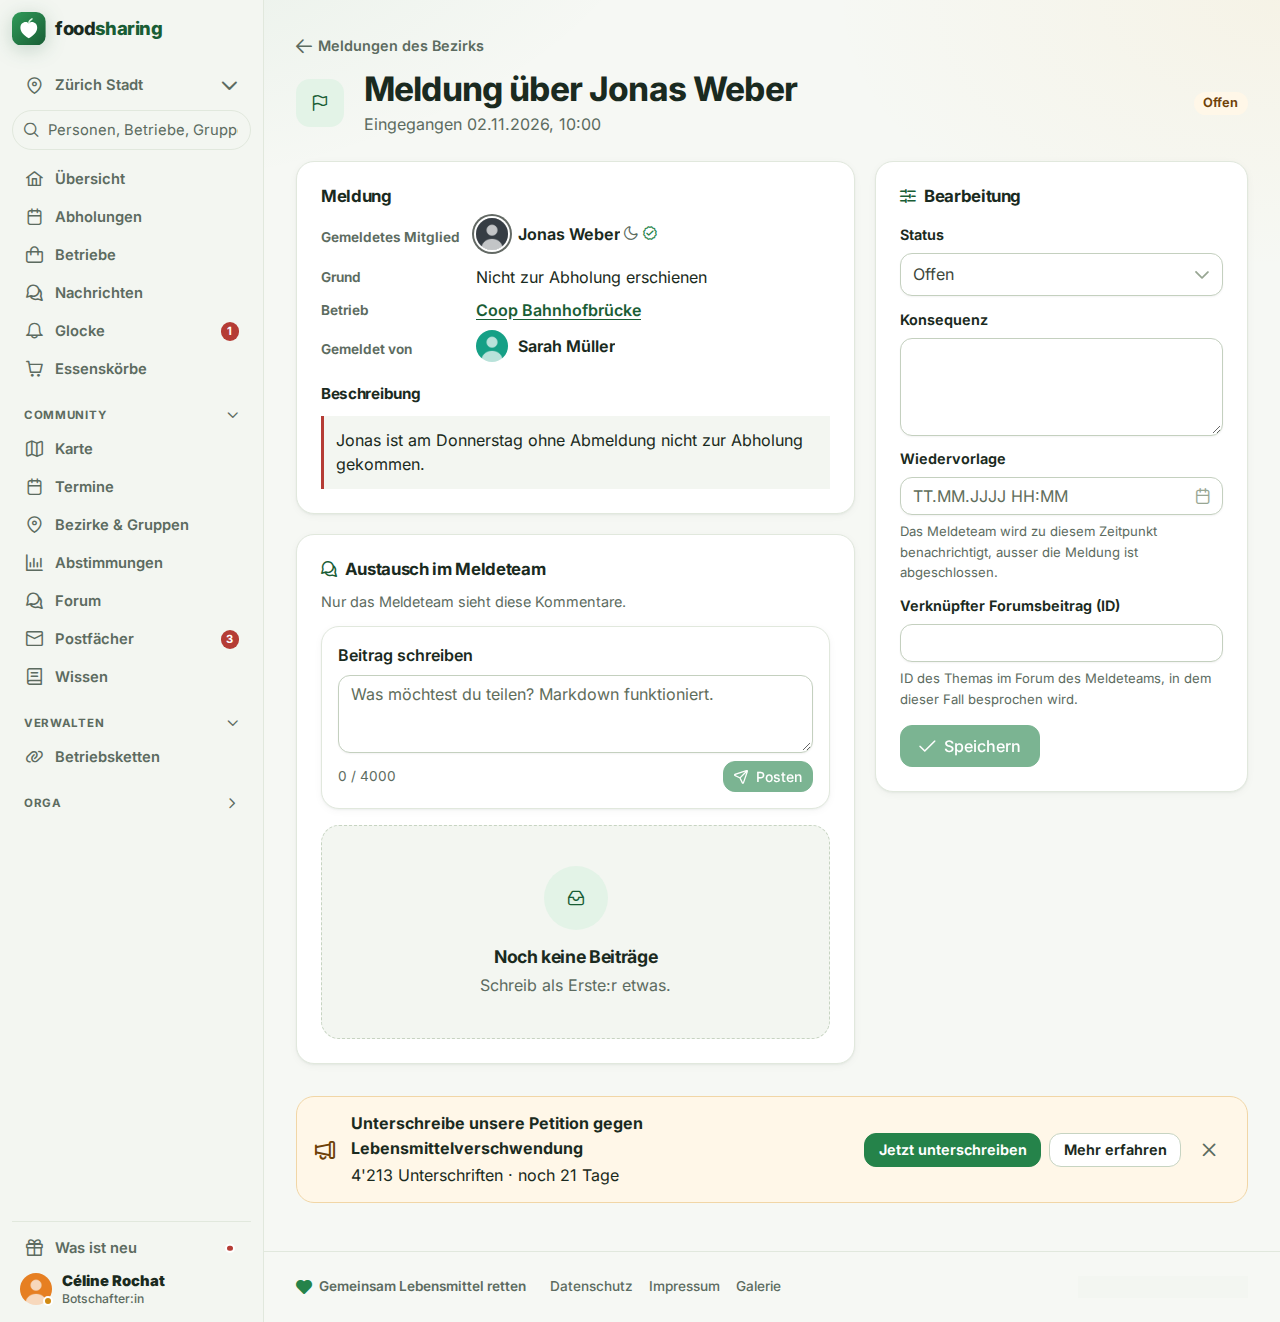 foodsharing
Zürich Stadt
Personen, Betriebe, Grupp
Übersicht
Abholungen
Betriebe
Nachrichten
Glocke 1
Essenskörbe
COMMUNITY
Karte
Termine
Bezirke & Gruppen
Abstimmungen
Forum
Postfächer 3
Wissen
VERWALTEN
Betriebsketten
ORGA
Was ist neu
Céline Rochat
Botschafter:in
Meldungen des Bezirks
Meldung über Jonas Weber
Eingegangen 02.11.2026, 10:00
Offen
Meldung
Gemeldetes Mitglied Jonas Weber
Grund Nicht zur Abholung erschienen
Betrieb Coop Bahnhofbrücke
Gemeldet von Sarah Müller
Beschreibung
Jonas ist am Donnerstag ohne Abmeldung nicht zur Abholung
gekommen.
Austausch im Meldeteam
Nur das Meldeteam sieht diese Kommentare.
Beitrag schreiben
Was möchtest du teilen? Markdown funktioniert.
0 / 4000
Posten
Noch keine Beiträge
Schreib als Erste:r etwas.
Bearbeitung
Status
Offen
Konsequenz
Wiedervorlage
TT.MM.JJJJ HH:MM
Das Meldeteam wird zu diesem Zeitpunkt
benachrichtigt, ausser die Meldung ist
abgeschlossen.
Verknüpfter Forumsbeitrag (ID)
ID des Themas im Forum des Meldeteams, in dem
dieser Fall besprochen wird.
Speichern
Unterschreibe unsere Petition gegen
Lebensmittelverschwendung
4'213 Unterschriften · noch 21 Tage
Jetzt unterschreiben
Mehr erfahren
Gemeinsam Lebensmittel retten
Datenschutz
Impressum
Galerie